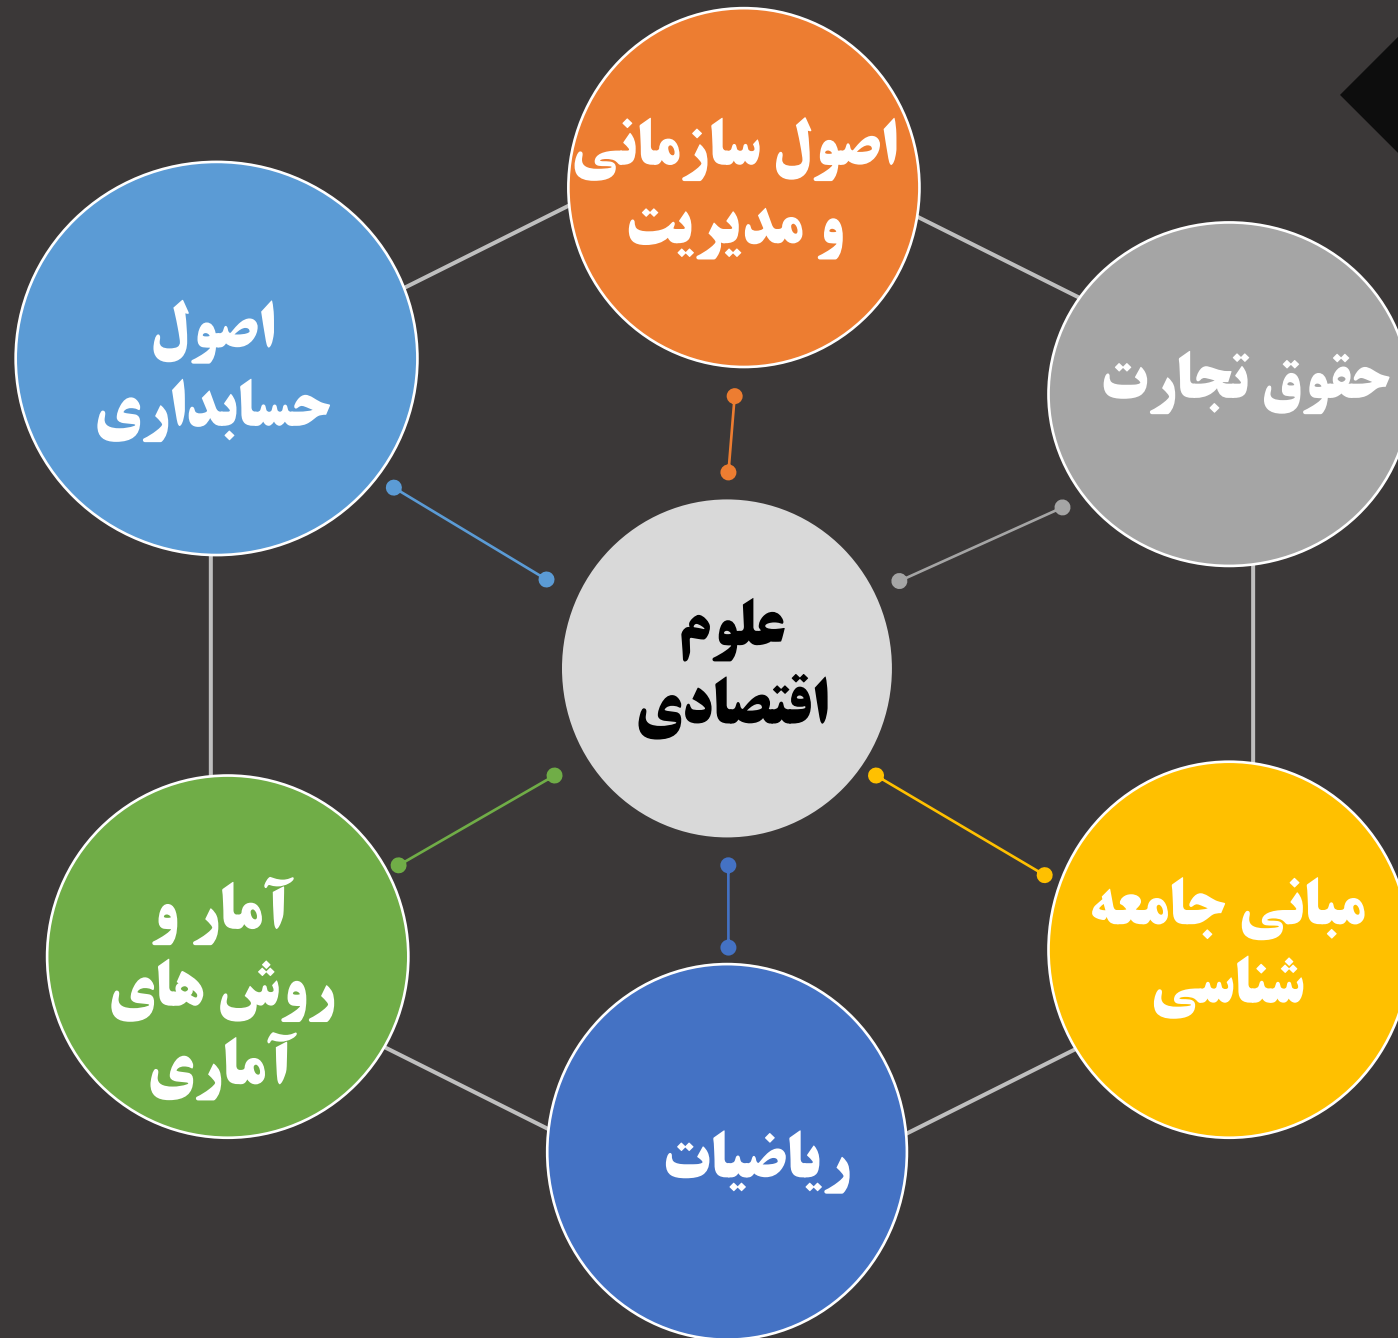 اصول سازمانی
و مدیریت
حقوق تجارت
اصول
حسابداری
علوم
اقتصادی
مبانی جامعه
شناسی
آمار و
روش های
آماری
ریاضیات